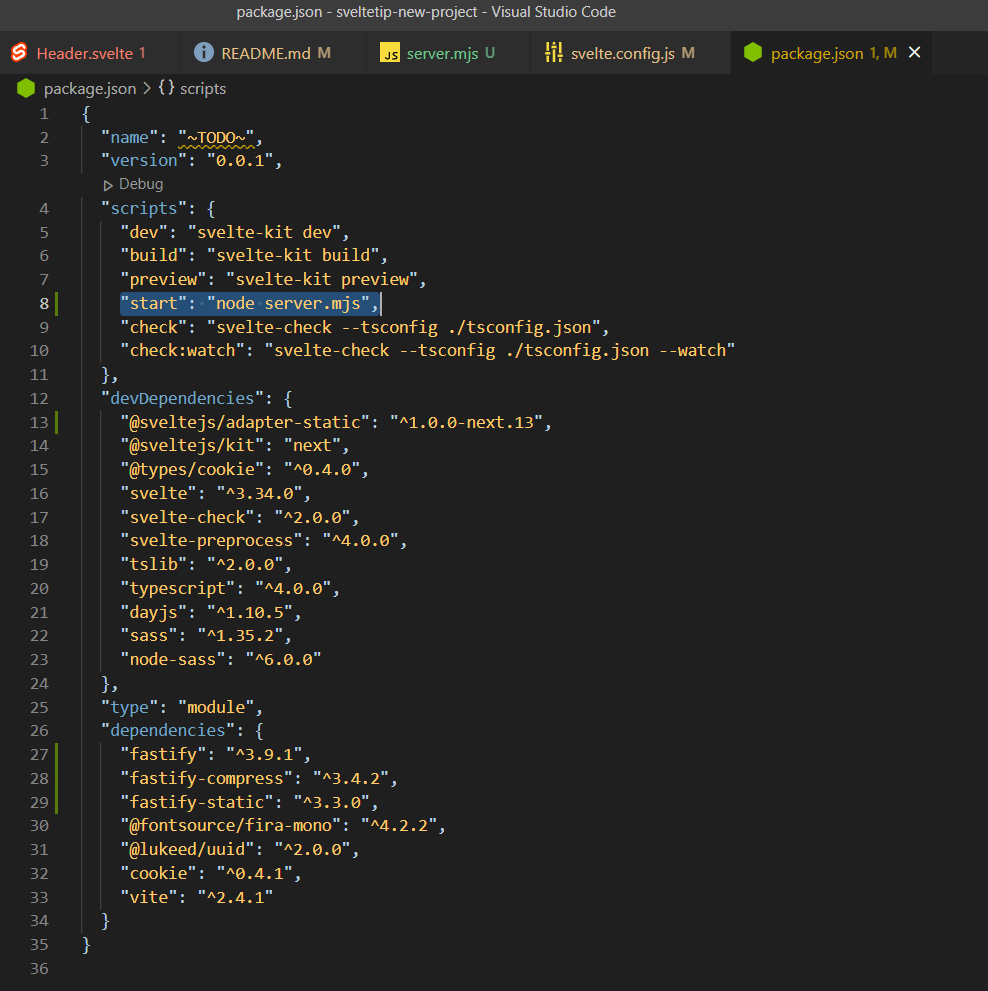 package.json - sveltetip-new-project - Visual Studio Code
Header.svelte 1 README.md M JS server.mjs U svelte.config.js M package.json 1, M ×
package.json > {} scripts
1 {
2 "name": "~TODO~",
3 "version": "0.0.1",
▷ Debug
4 "scripts": {
5 "dev": "svelte-kit dev",
6 "build": "svelte-kit build",
7 "preview": "svelte-kit preview",
8 "start": "node server.mjs",
9 "check": "svelte-check --tsconfig ./tsconfig.json",
10 "check:watch": "svelte-check --tsconfig ./tsconfig.json --watch"
11 },
12 "devDependencies": {
13 "@sveltejs/adapter-static": "^1.0.0-next.13",
14 "@sveltejs/kit": "next",
15 "@types/cookie": "^0.4.0",
16 "svelte": "^3.34.0",
17 "svelte-check": "^2.0.0",
18 "svelte-preprocess": "^4.0.0",
19 "tslib": "^2.0.0",
20 "typescript": "^4.0.0",
21 "dayjs": "^1.10.5",
22 "sass": "^1.35.2",
23 "node-sass": "^6.0.0"
24 },
25 "type": "module",
26 "dependencies": {
27 "fastify": "^3.9.1",
28 "fastify-compress": "^3.4.2",
29 "fastify-static": "^3.3.0",
30 "@fontsource/fira-mono": "^4.2.2",
31 "@lukeed/uuid": "^2.0.0",
32 "cookie": "^0.4.1",
33 "vite": "^2.4.1"
34 }
35 }
36